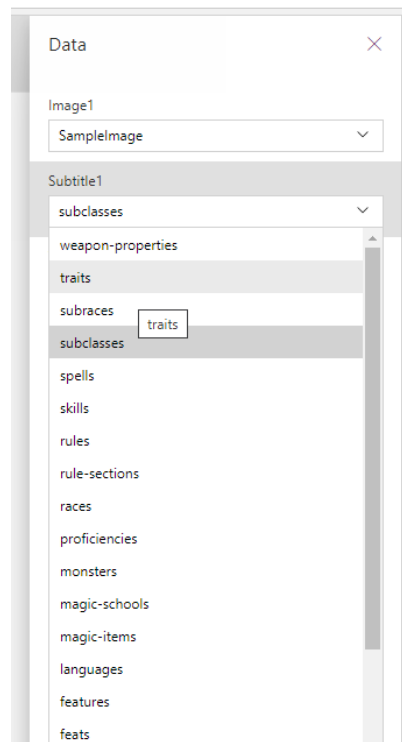 Data
Image1
SampleImage
Subtitle1
subclasses
weapon-properties
traits
subraces
traits
subclasses
spells
skills
rules
rule-sections
races
proficiencies
monsters
magic-schools
magic-items
languages
features
feats